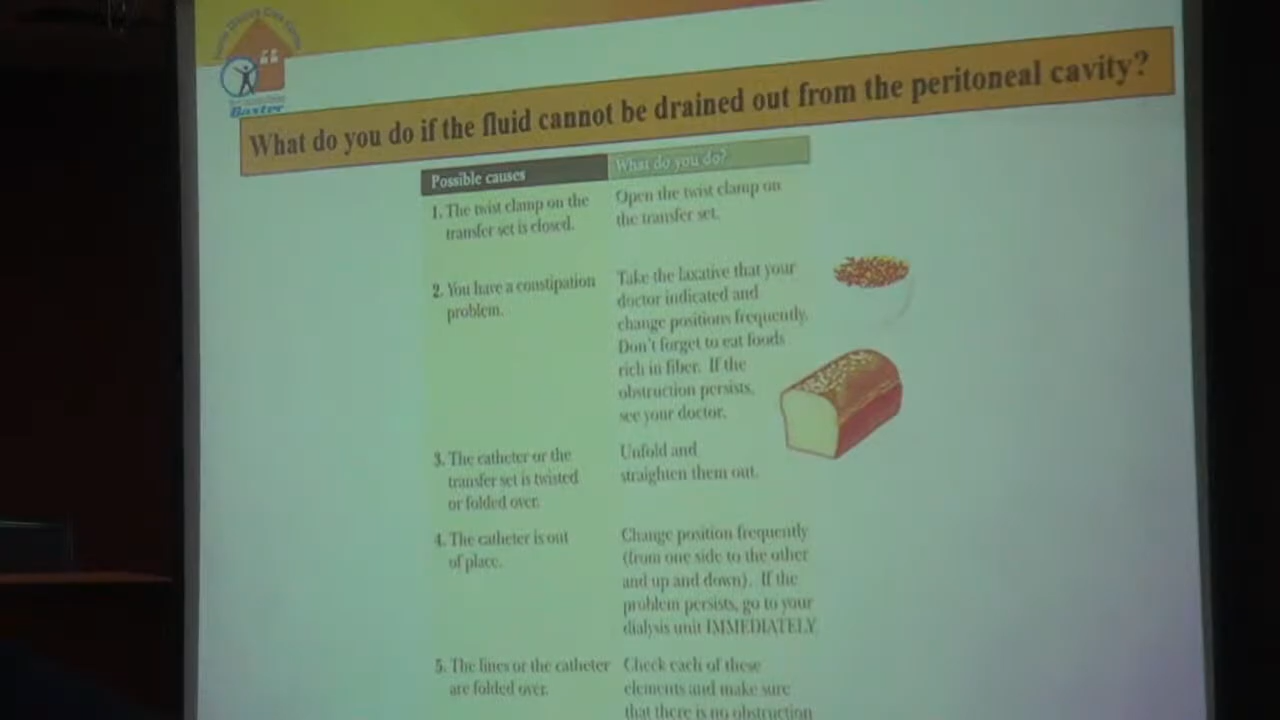 Baxter
What do you do if the fluid cannot be drained out from the peritoneal cavity?
Possible causes
What do you do?
1. The twist clamp on the
transfer set is closed.
Open the twist clamp on
the transfer set.
2. You have a constipation
problem.
Take the laxative that your
doctor indicated and
change positions frequently.
Don't forget to eat foods
rich in fiber. If the
obstruction persists,
see your doctor.
3. The catheter or the
transfer set is twisted
or folded over.
Unfold and
straighten them out.
4. The catheter is out
of place.
Change position frequently
(from one side to the other
and up and down). If the
problem persists, go to your
dialysis unit IMMEDIATELY.
5. The lines or the catheter
are folded over.
Check each of these
elements and make sure
that there is no obstruction